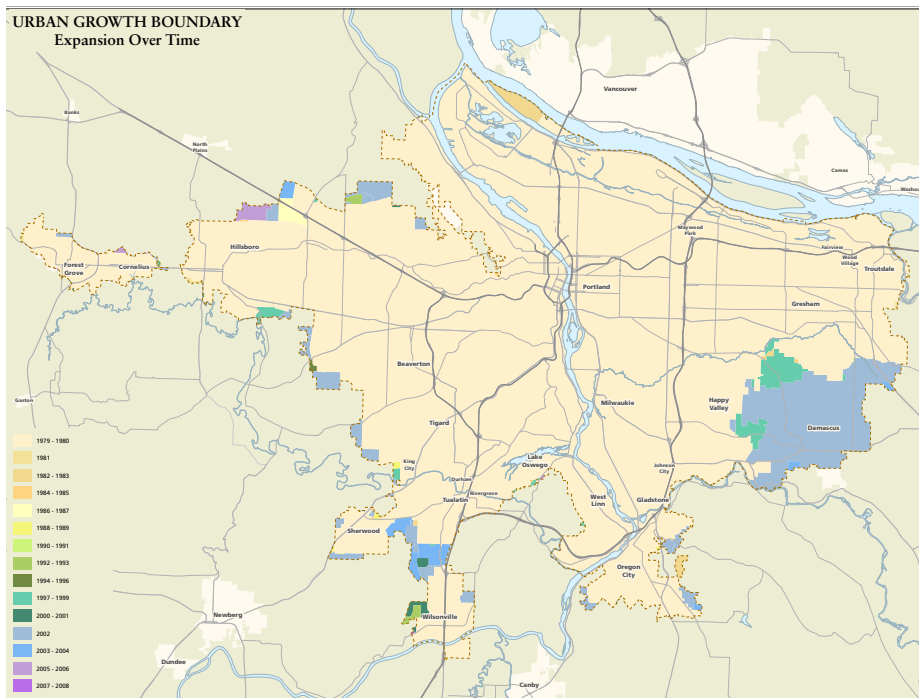 URBAN GROWTH BOUNDARY
Expansion Over Time
Vancouver
Banks
North
Plains
Camas
Maywood
Park
Hillsboro
Fairview
Wood
Village
Troutdale
Forest
Grove
Cornelius
Portland
Gresham
Beaverton
Gaston
Happy
Valley
Milwaukie
Damascus
Tigard
King
City
Lake
Oswego
Johnson
City
Durham
Rivergrove
Tualatin
West
Linn
Gladstone
Sherwood
Oregon
City
Newberg
Wilsonville
Dundee
Canby
1979 - 1980
1981
1982 - 1983
1984 - 1985
1986 - 1987
1988 - 1989
1990 - 1991
1992 - 1993
1994 - 1996
1997 - 1999
2000 - 2001
2002
2003 - 2004
2005 - 2006
2007 - 2008